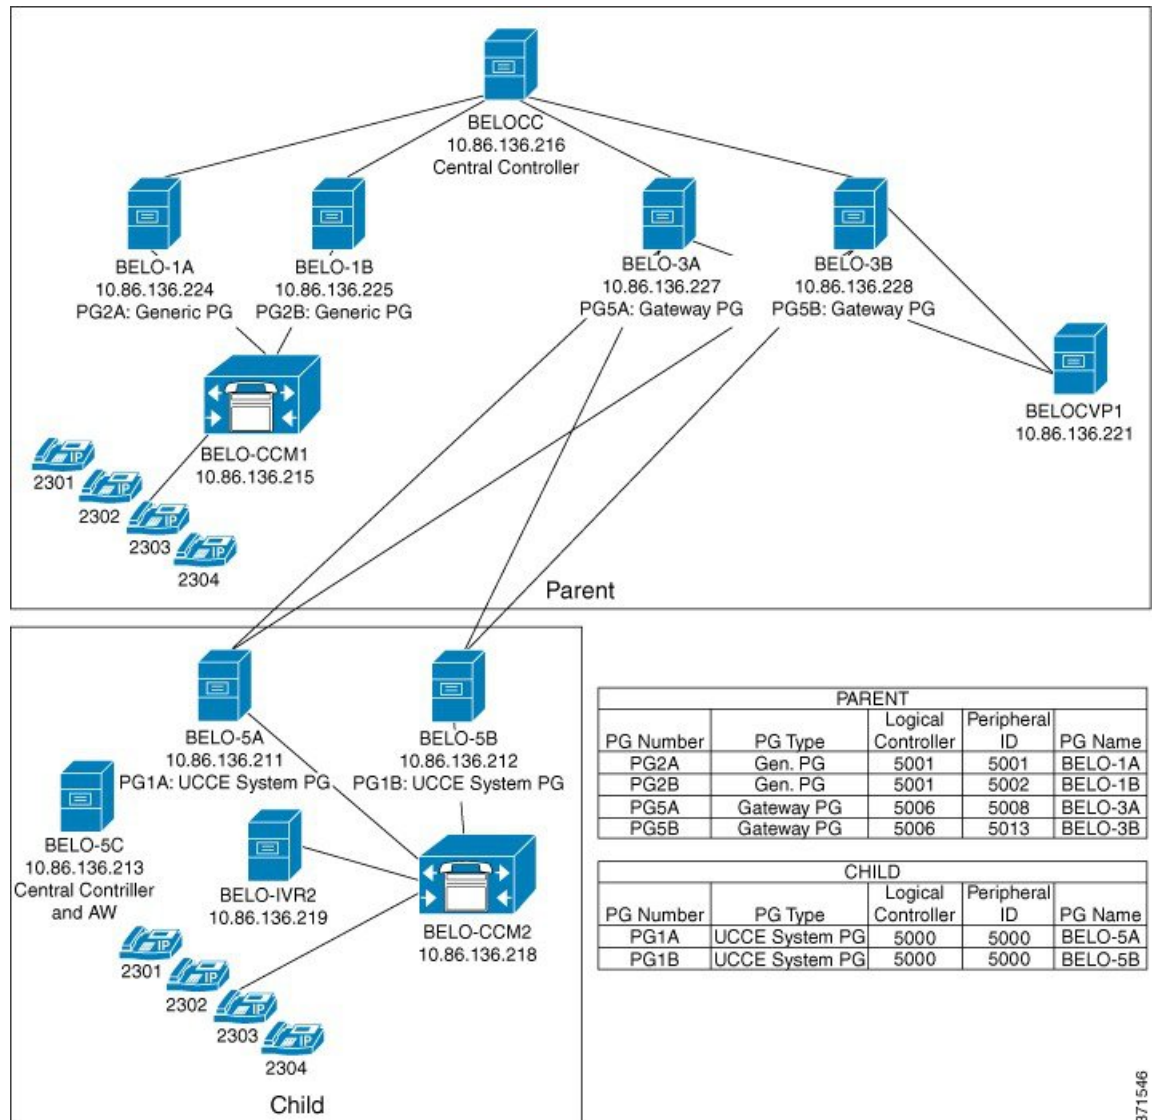 BELOCC
10.86.136.216
Central Controller
BELO-1A
10.86.136.224
PG2A: Generic PG
BELO-1B
10.86.136.225
PG2B: Generic PG
BELO-3A
10.86.136.227
PG5A: Gateway PG
BELO-3B
10.86.136.228
PG5B: Gateway PG
BELOCVP1
10.86.136.221
BELO-CCM1
10.86.136.215
IP
2301
IP
2302
IP
2303
IP
2304
Parent
BELO-5A
10.86.136.211
PG1A: UCCE System PG
BELO-5B
10.86.136.212
PG1B: UCCE System PG
BELO-5C
10.86.136.213
Central Contriller
and AW
BELO-IVR2
10.86.136.219
BELO-CCM2
10.86.136.218
IP
2301
IP
2302
IP
2303
IP
2304
Child
PARENT
PG Number PG Type Logical Controller Peripheral ID PG Name
PG2A Gen. PG 5001 5001 BELO-1A
PG2B Gen. PG 5001 5002 BELO-1B
PG5A Gateway PG 5006 5008 BELO-3A
PG5B Gateway PG 5006 5013 BELO-3B
CHILD
PG Number PG Type Logical Controller Peripheral ID PG Name
PG1A UCCE System PG 5000 5000 BELO-5A
PG1B UCCE System PG 5000 5000 BELO-5B
371546